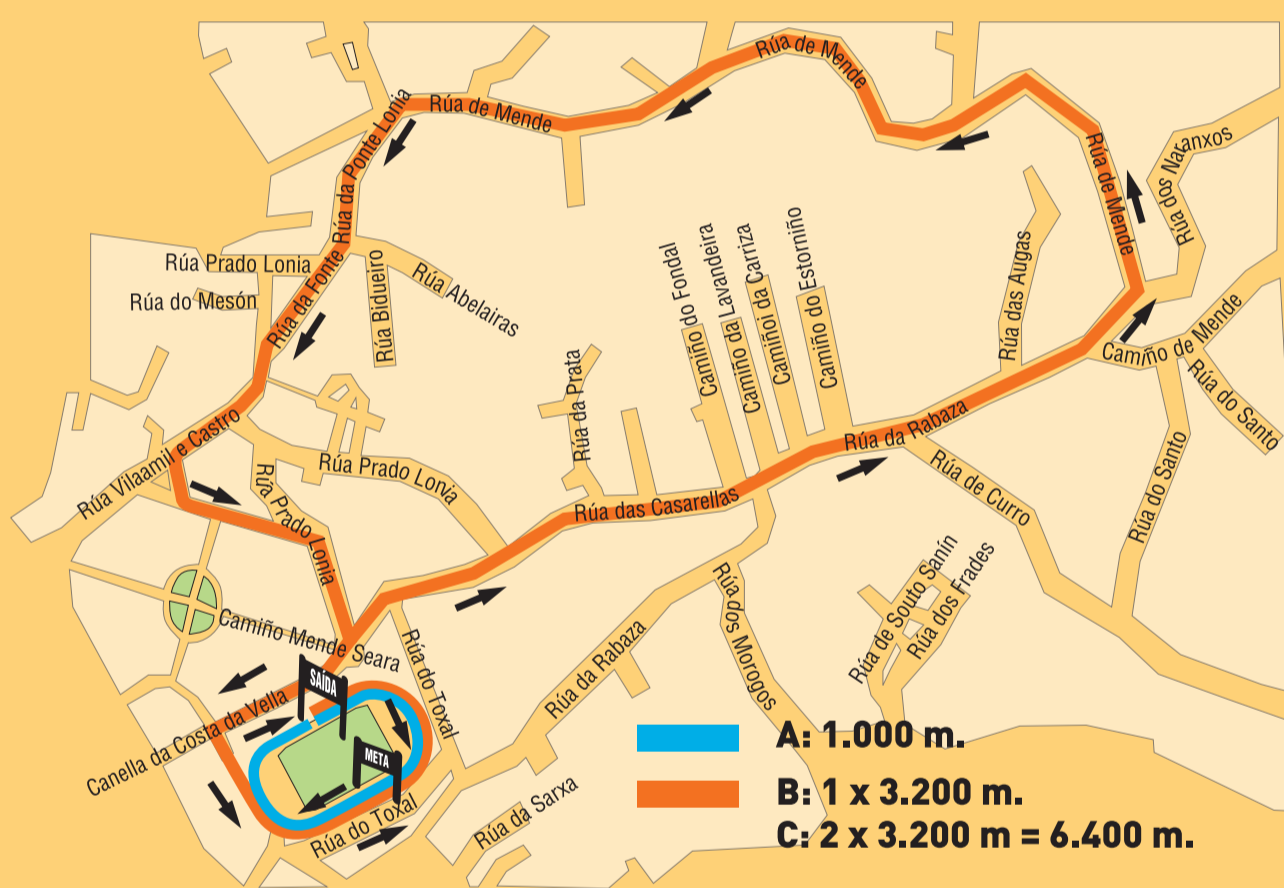 Rúa de Mende
Rúa de Mende
Rúa da Ponte Lonia
Rúa de Mende
Rúa dos Naranxos
Rúa Prado Lonia
Rúa do Mesón
Rúa da Fonte
Rúa Bidueiro
Rúa Abelairas
Camiño do Fondal
Camiño da Lavandeira
Camiñoi da Carriza
Camiño do Estorniño
Rúa das Augas
Camiño de Mende
Rúa do Santo
Rúa da Prata
Rúa Vilaamil e Castro
Rúa Prado Lonva
Rúa Prado Lonia
Rúa das Casarellas
Rúa da Rabaza
Rúa de Curro
Rúa do Santo
Camiño Mende Seara
Rúa do Toxal
Rúa da Rabaza
Rúa dos Morogos
Rúa de Souto Sanín
Rúa dos Frades
SAÍDA
Canella da Costa da Vella
META
Rúa do Toxal
Rúa da Sarxa
A: 1.000 m.
B: 1 x 3.200 m.
C: 2 x 3.200 m = 6.400 m.